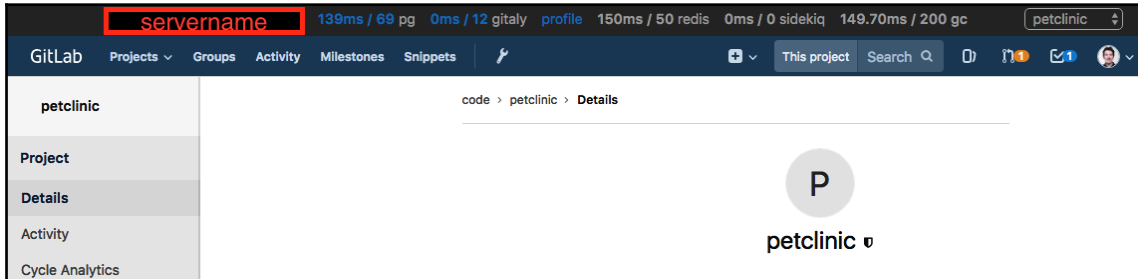 servername 139ms / 69 pg 0ms / 12 gitaly profile 150ms / 50 redis 0ms / 0 sidekiq 149.70ms / 200 gc petclinic
GitLab Projects Groups Activity Milestones Snippets This project Search 1 1
petclinic
code > petclinic > Details
Project
P
Details
Activity
petclinic
Cycle Analytics